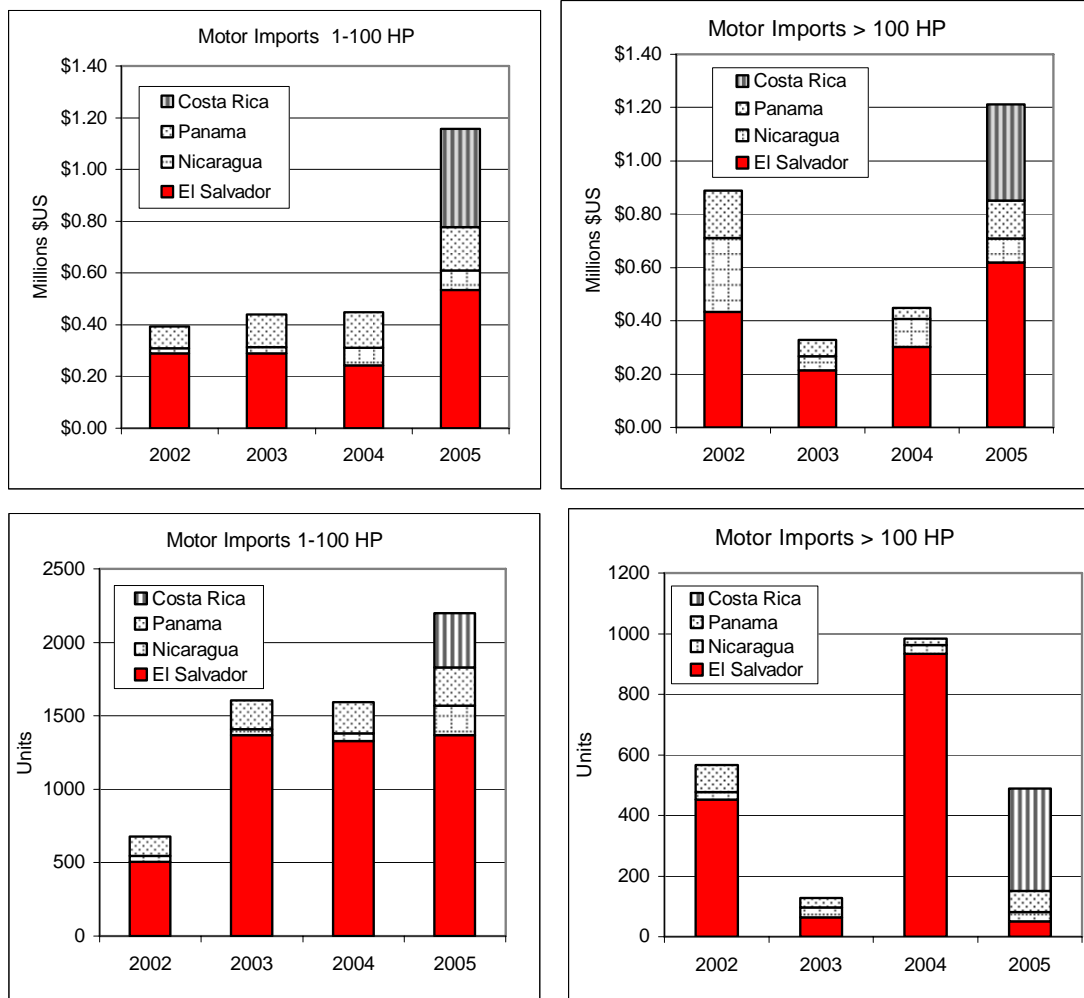 Motor Imports 1-100 HP
Millions $US
$1.40
$1.20
$1.00
$0.80
$0.60
$0.40
$0.20
$0.00
Costa Rica
Panama
Nicaragua
El Salvador
2002 2003 2004 2005
Motor Imports > 100 HP
Millions $US
$1.40
$1.20
$1.00
$0.80
$0.60
$0.40
$0.20
$0.00
Costa Rica
Panama
Nicaragua
El Salvador
2002 2003 2004 2005
Motor Imports 1-100 HP
Units
2500
2000
1500
1000
500
0
Costa Rica
Panama
Nicaragua
El Salvador
2002 2003 2004 2005
Motor Imports > 100 HP
Units
1200
1000
800
600
400
200
0
Costa Rica
Panama
Nicaragua
El Salvador
2002 2003 2004 2005